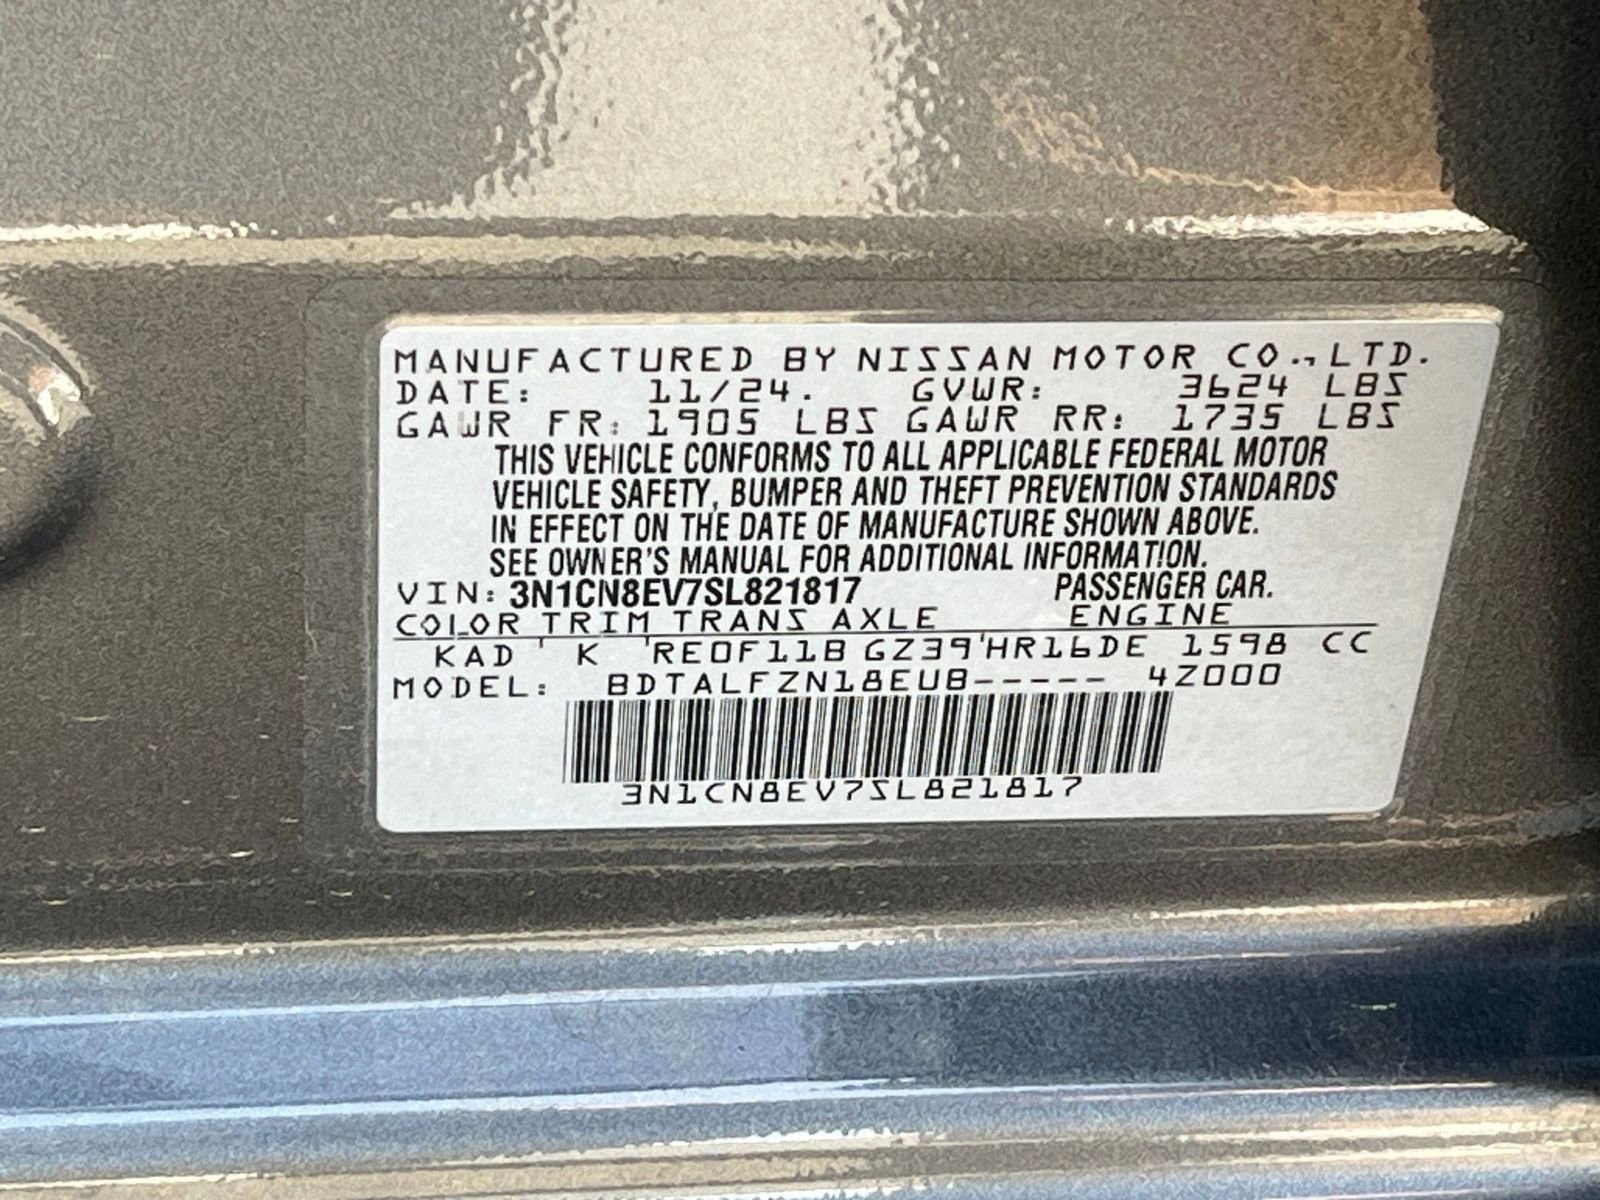 MANUFACTURED BY NISSAN MOTOR CO.,LTD.
DATE: 11/24. GVWR: 3624 LBS
GAWR FR: 1905 LBS GAWR RR: 1735 LBS
THIS VEHICLE CONFORMS TO ALL APPLICABLE FEDERAL MOTOR
VEHICLE SAFETY, BUMPER AND THEFT PREVENTION STANDARDS
IN EFFECT ON THE DATE OF MANUFACTURE SHOWN ABOVE.
SEE OWNER'S MANUAL FOR ADDITIONAL INFORMATION.
VIN: 3N1CN8EV7SL821817 PASSENGER CAR.
COLOR TRIM TRANS AXLE ENGINE
KAD ' K 'RE0F11B GZ39'HR16DE 1598 CC
MODEL: BDTALFZN18EUB----- 4Z000
3N1CN8EV7SL821817